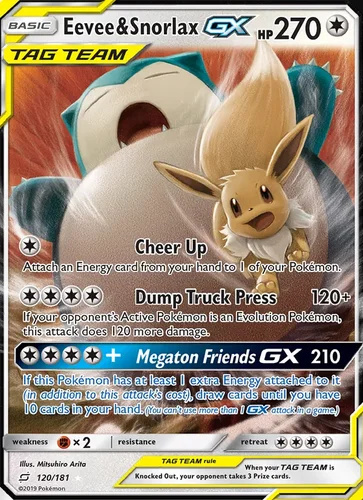 BASIC Eevee&Snorlax GX HP 270
TAG TEAM
Cheer Up
Attach an Energy card from your hand to 1 of your Pokémon.
Dump Truck Press 120+
If your opponent's Active Pokémon is an Evolution Pokémon,
this attack does 120 more damage.
+ Megaton Friends GX 210
If this Pokémon has at least 1 extra Energy attached to it
(in addition to this attack's cost), draw cards until you have
10 cards in your hand. (You can't use more than 1 GX attack in a game.)
weakness ×2 resistance retreat
Illus. Mitsuhiro Arita
120/181
©2019 Pokémon
TAG TEAM rule
When your TAG TEAM is
Knocked Out, your opponent takes 3 Prize cards.